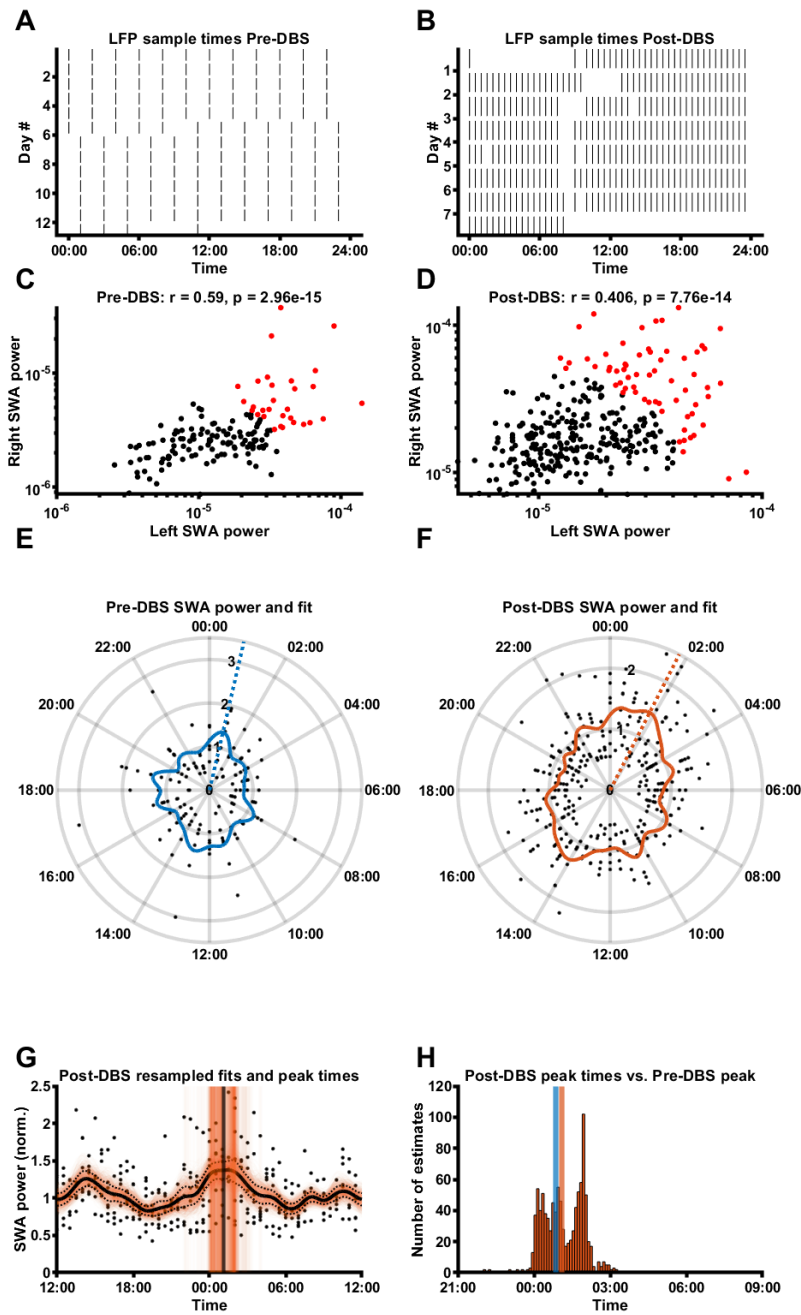 A
LFP sample times Pre-DBS
Day #
2
4
6
8
10
12
00:00 06:00 12:00 18:00 24:00
Time
B
LFP sample times Post-DBS
Day #
1
2
3
4
5
6
7
00:00 06:00 12:00 18:00 24:00
Time
C
Pre-DBS: r = 0.59, p = 2.96e-15
Right SWA power
10-5
10-6
10-6 10-5 10-4
Left SWA power
D
Post-DBS: r = 0.406, p = 7.76e-14
Right SWA power
10-4
10-5
10-5 10-4
Left SWA power
E
Pre-DBS SWA power and fit
00:00
22:00 02:00
3
20:00 04:00
2
1
18:00 0 06:00
16:00 08:00
14:00 10:00
12:00
F
Post-DBS SWA power and fit
00:00
22:00 02:00
2
20:00 04:00
1
18:00 0 06:00
16:00 08:00
14:00 10:00
12:00
G
Post-DBS resampled fits and peak times
SWA power (norm.)
2.5
2
1.5
1
0.5
0
12:00 18:00 00:00 06:00 12:00
Time
H
Post-DBS peak times vs. Pre-DBS peak
Number of estimates
120
100
80
60
40
20
0
21:00 00:00 03:00 06:00 09:00
Time